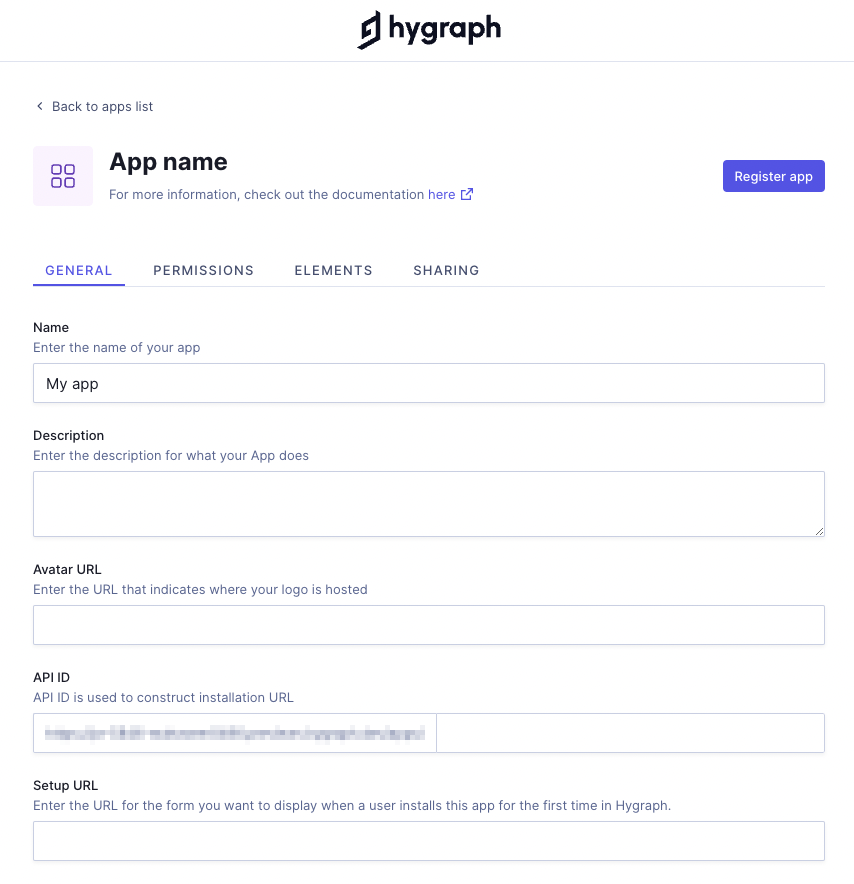 hygraph
Back to apps list
App name
For more information, check out the documentation here
Register app
GENERAL PERMISSIONS ELEMENTS SHARING
Name
Enter the name of your app
My app
Description
Enter the description for what your App does
Avatar URL
Enter the URL that indicates where your logo is hosted
API ID
API ID is used to construct installation URL
Setup URL
Enter the URL for the form you want to display when a user installs this app for the first time in Hygraph.